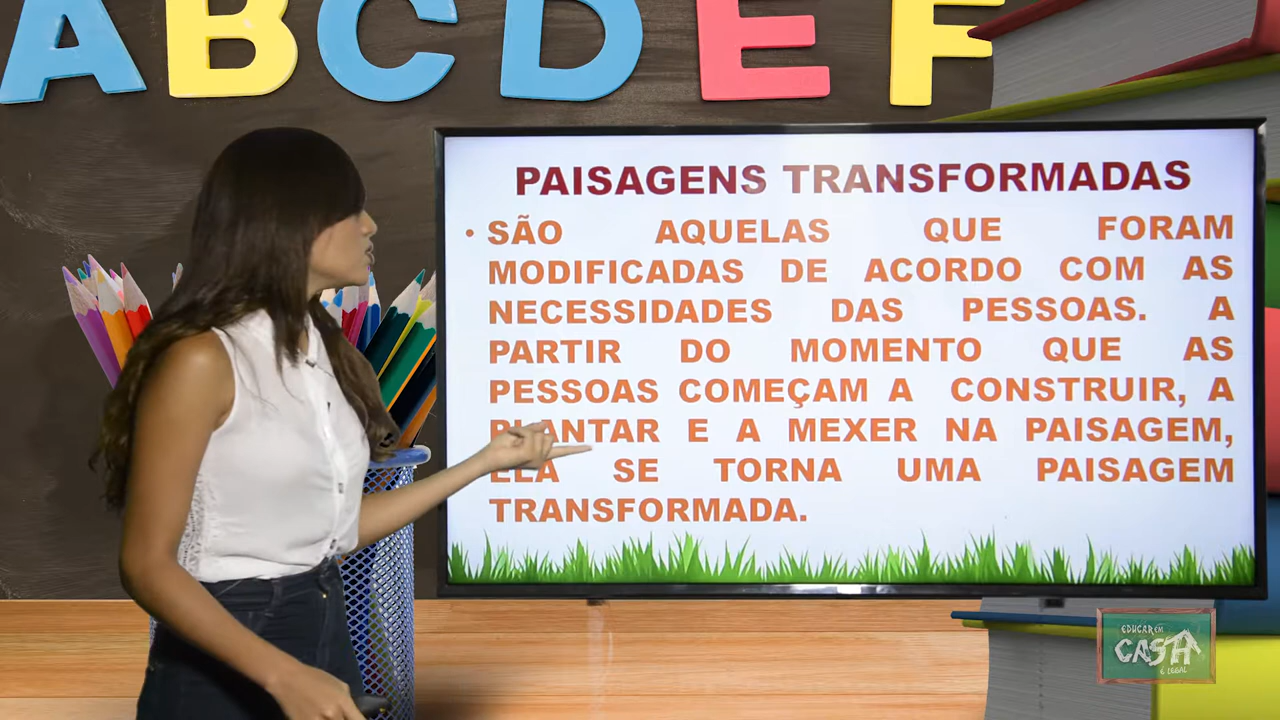 ABCDEF
PAISAGENS TRANSFORMADAS
• SÃO AQUELAS QUE FORAM
MODIFICADAS DE ACORDO COM AS
NECESSIDADES DAS PESSOAS. A
PARTIR DO MOMENTO QUE AS
PESSOAS COMEÇAM A CONSTRUIR, A
PLANTAR E A MEXER NA PAISAGEM,
ELA SE TORNA UMA PAISAGEM
TRANSFORMADA.
EDUCAR EM
CASA
É LEGAL